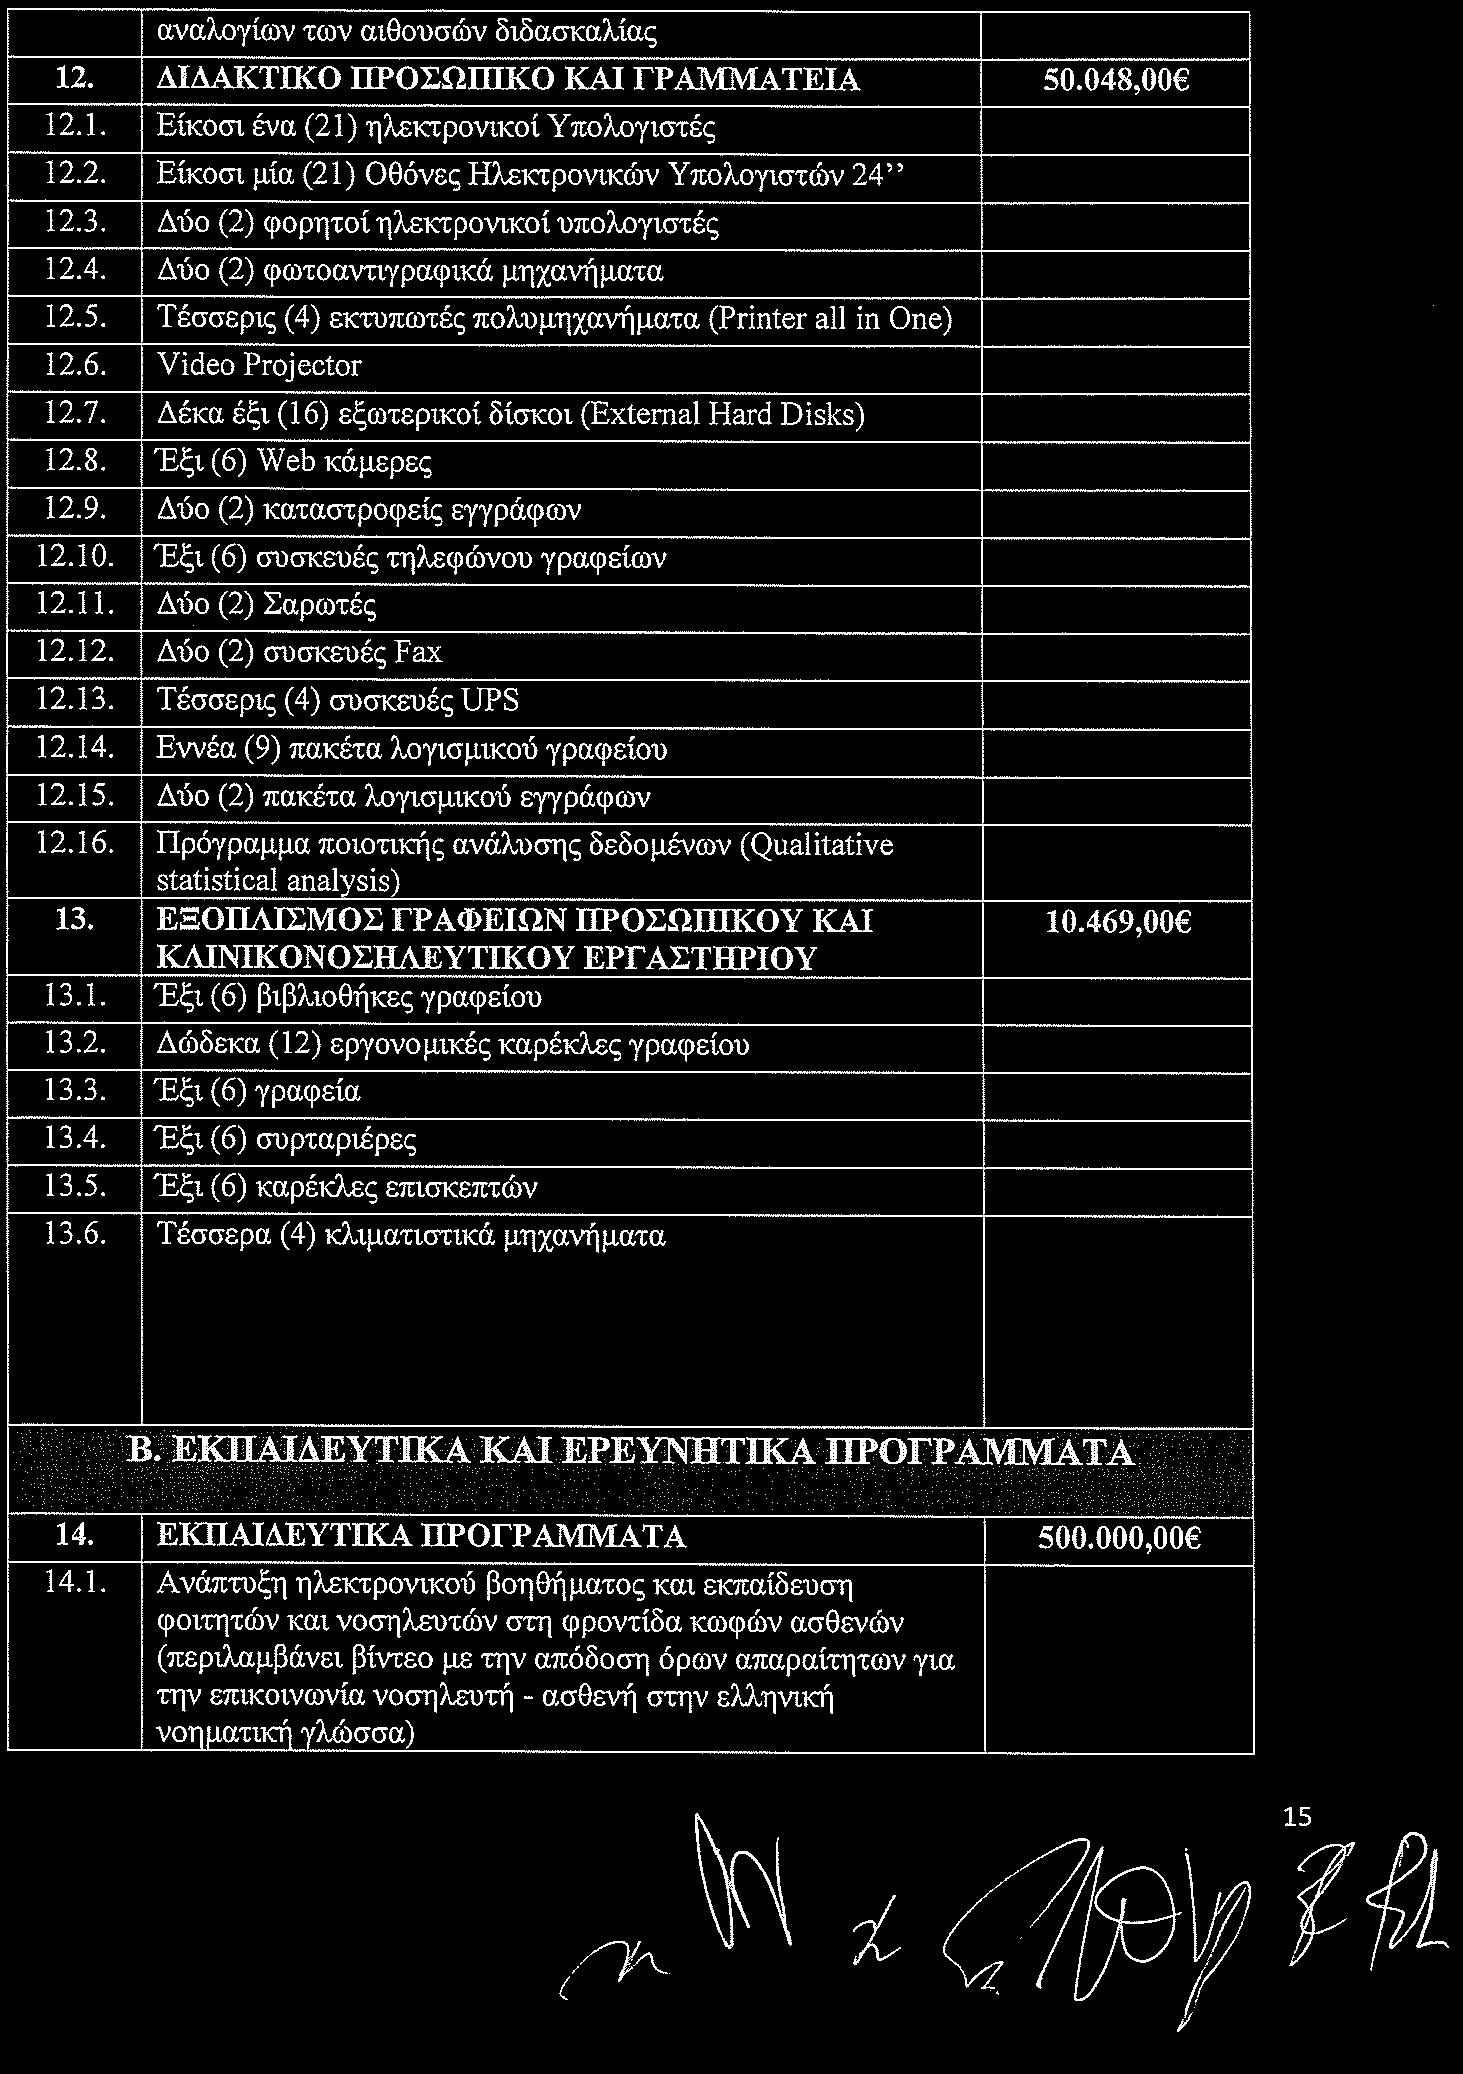 αναλογίων των αιθουσών διδασκαλίας
12. ΔΙΔΑΚΤΙΚΟ ΠΡΟΣΩΠΙΚΟ ΚΑΙ ΓΡΑΜΜΑΤΕΙΑ 50.048,00€
12.1. Είκοσι ένα (21) ηλεκτρονικοί Υπολογιστές
12.2. Είκοσι μία (21) Οθόνες Ηλεκτρονικών Υπολογιστών 24’’
12.3. Δύο (2) φορητοί ηλεκτρονικοί υπολογιστές
12.4. Δύο (2) φωτοαντιγραφικά μηχανήματα
12.5. Τέσσερις (4) εκτυπωτές πολυμηχανήματα (Printer all in One)
12.6. Video Projector
12.7. Δέκα έξι (16) εξωτερικοί δίσκοι (External Hard Disks)
12.8. Έξι (6) Web κάμερες
12.9. Δύο (2) καταστροφείς εγγράφων
12.10. Έξι (6) συσκευές τηλεφώνου γραφείων
12.11. Δύο (2) Σαρωτές
12.12. Δύο (2) συσκευές Fax
12.13. Τέσσερις (4) συσκευές UPS
12.14. Εννέα (9) πακέτα λογισμικού γραφείου
12.15. Δύο (2) πακέτα λογισμικού εγγράφων
12.16. Πρόγραμμα ποιοτικής ανάλυσης δεδομένων (Qualitative
statistical analysis)
13. ΕΞΟΠΛΙΣΜΟΣ ΓΡΑΦΕΙΩΝ ΠΡΟΣΩΠΙΚΟΥ ΚΑΙ 10.469,00€
ΚΛΙΝΙΚΟΝΟΣΗΛΕΥΤΙΚΟΥ ΕΡΓΑΣΤΗΡΙΟΥ
13.1. Έξι (6) βιβλιοθήκες γραφείου
13.2. Δώδεκα (12) εργονομικές καρέκλες γραφείου
13.3. Έξι (6) γραφεία
13.4. Έξι (6) συρταριέρες
13.5. Έξι (6) καρέκλες επισκεπτών
13.6. Τέσσερα (4) κλιματιστικά μηχανήματα
Β. ΕΚΠΑΙΔΕΥΤΙΚΑ ΚΑΙ ΕΡΕΥΝΗΤΙΚΑ ΠΡΟΓΡΑΜΜΑΤΑ
14. ΕΚΠΑΙΔΕΥΤΙΚΑ ΠΡΟΓΡΑΜΜΑΤΑ 500.000,00€
14.1. Ανάπτυξη ηλεκτρονικού βοηθήματος και εκπαίδευση
φοιτητών και νοσηλευτών στη φροντίδα κωφών ασθενών
(περιλαμβάνει βίντεο με την απόδοση όρων απαραίτητων για
την επικοινωνία νοσηλευτή - ασθενή στην ελληνική
νοηματική γλώσσα)
15